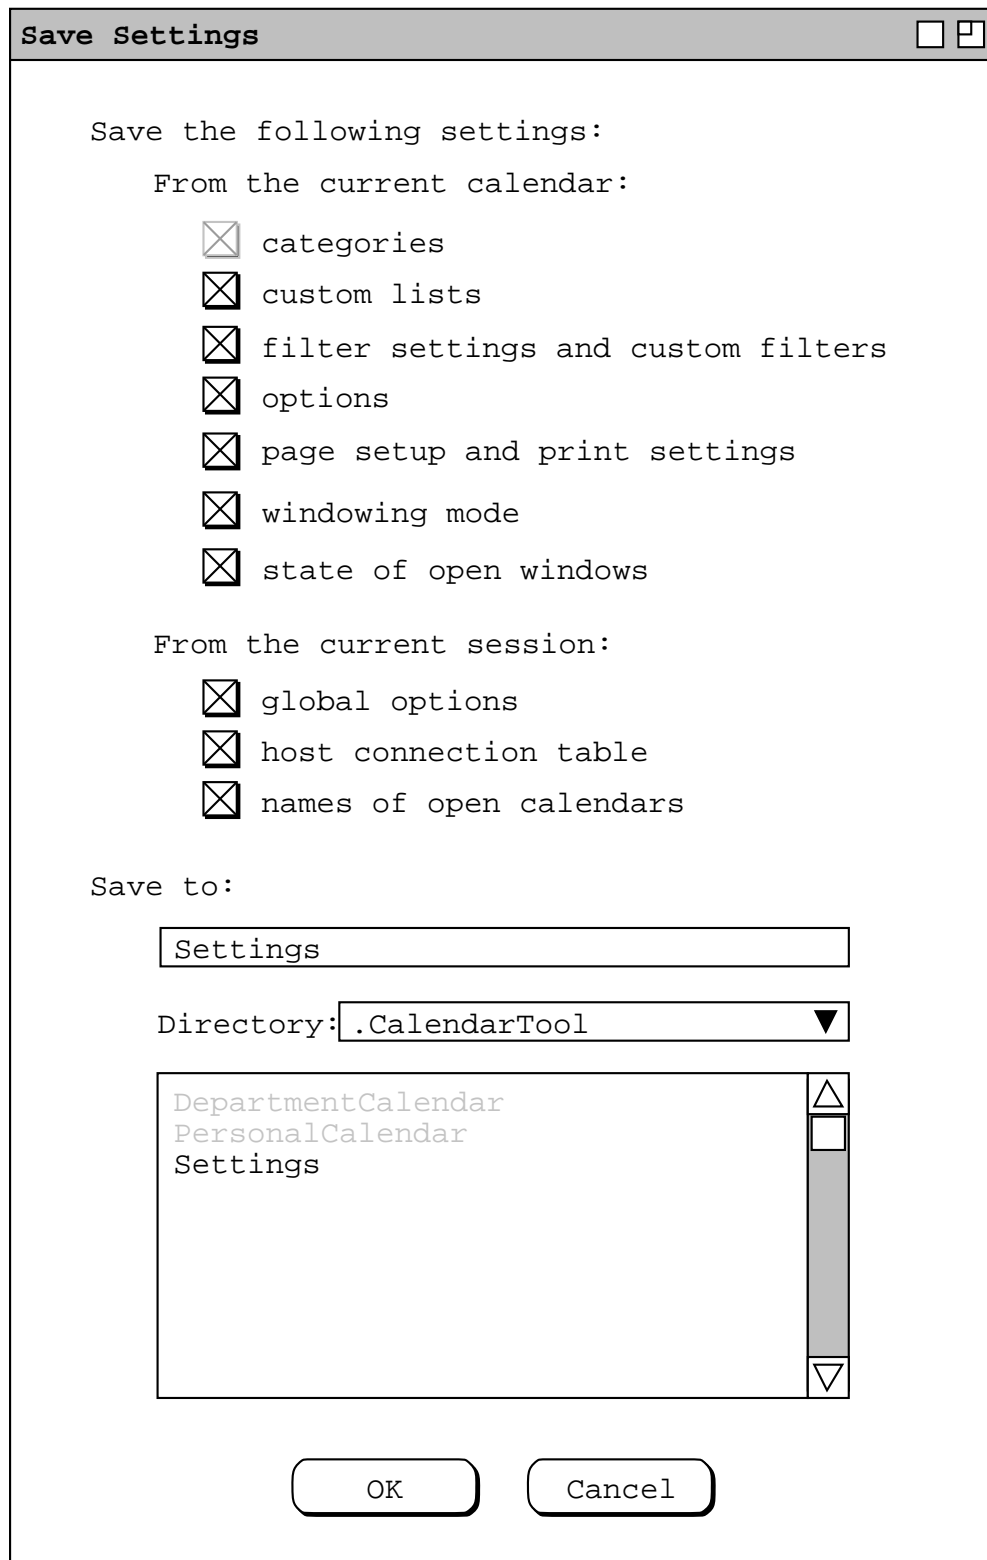 Save Settings
Save the following settings:
From the current calendar:
categories
custom lists
filter settings and custom filters
options
page setup and print settings
windowing mode
state of open windows
From the current session:
global options
host connection table
names of open calendars
Save to:
Settings
Directory: .CalendarTool
DepartmentCalendar
PersonalCalendar
Settings
OK Cancel